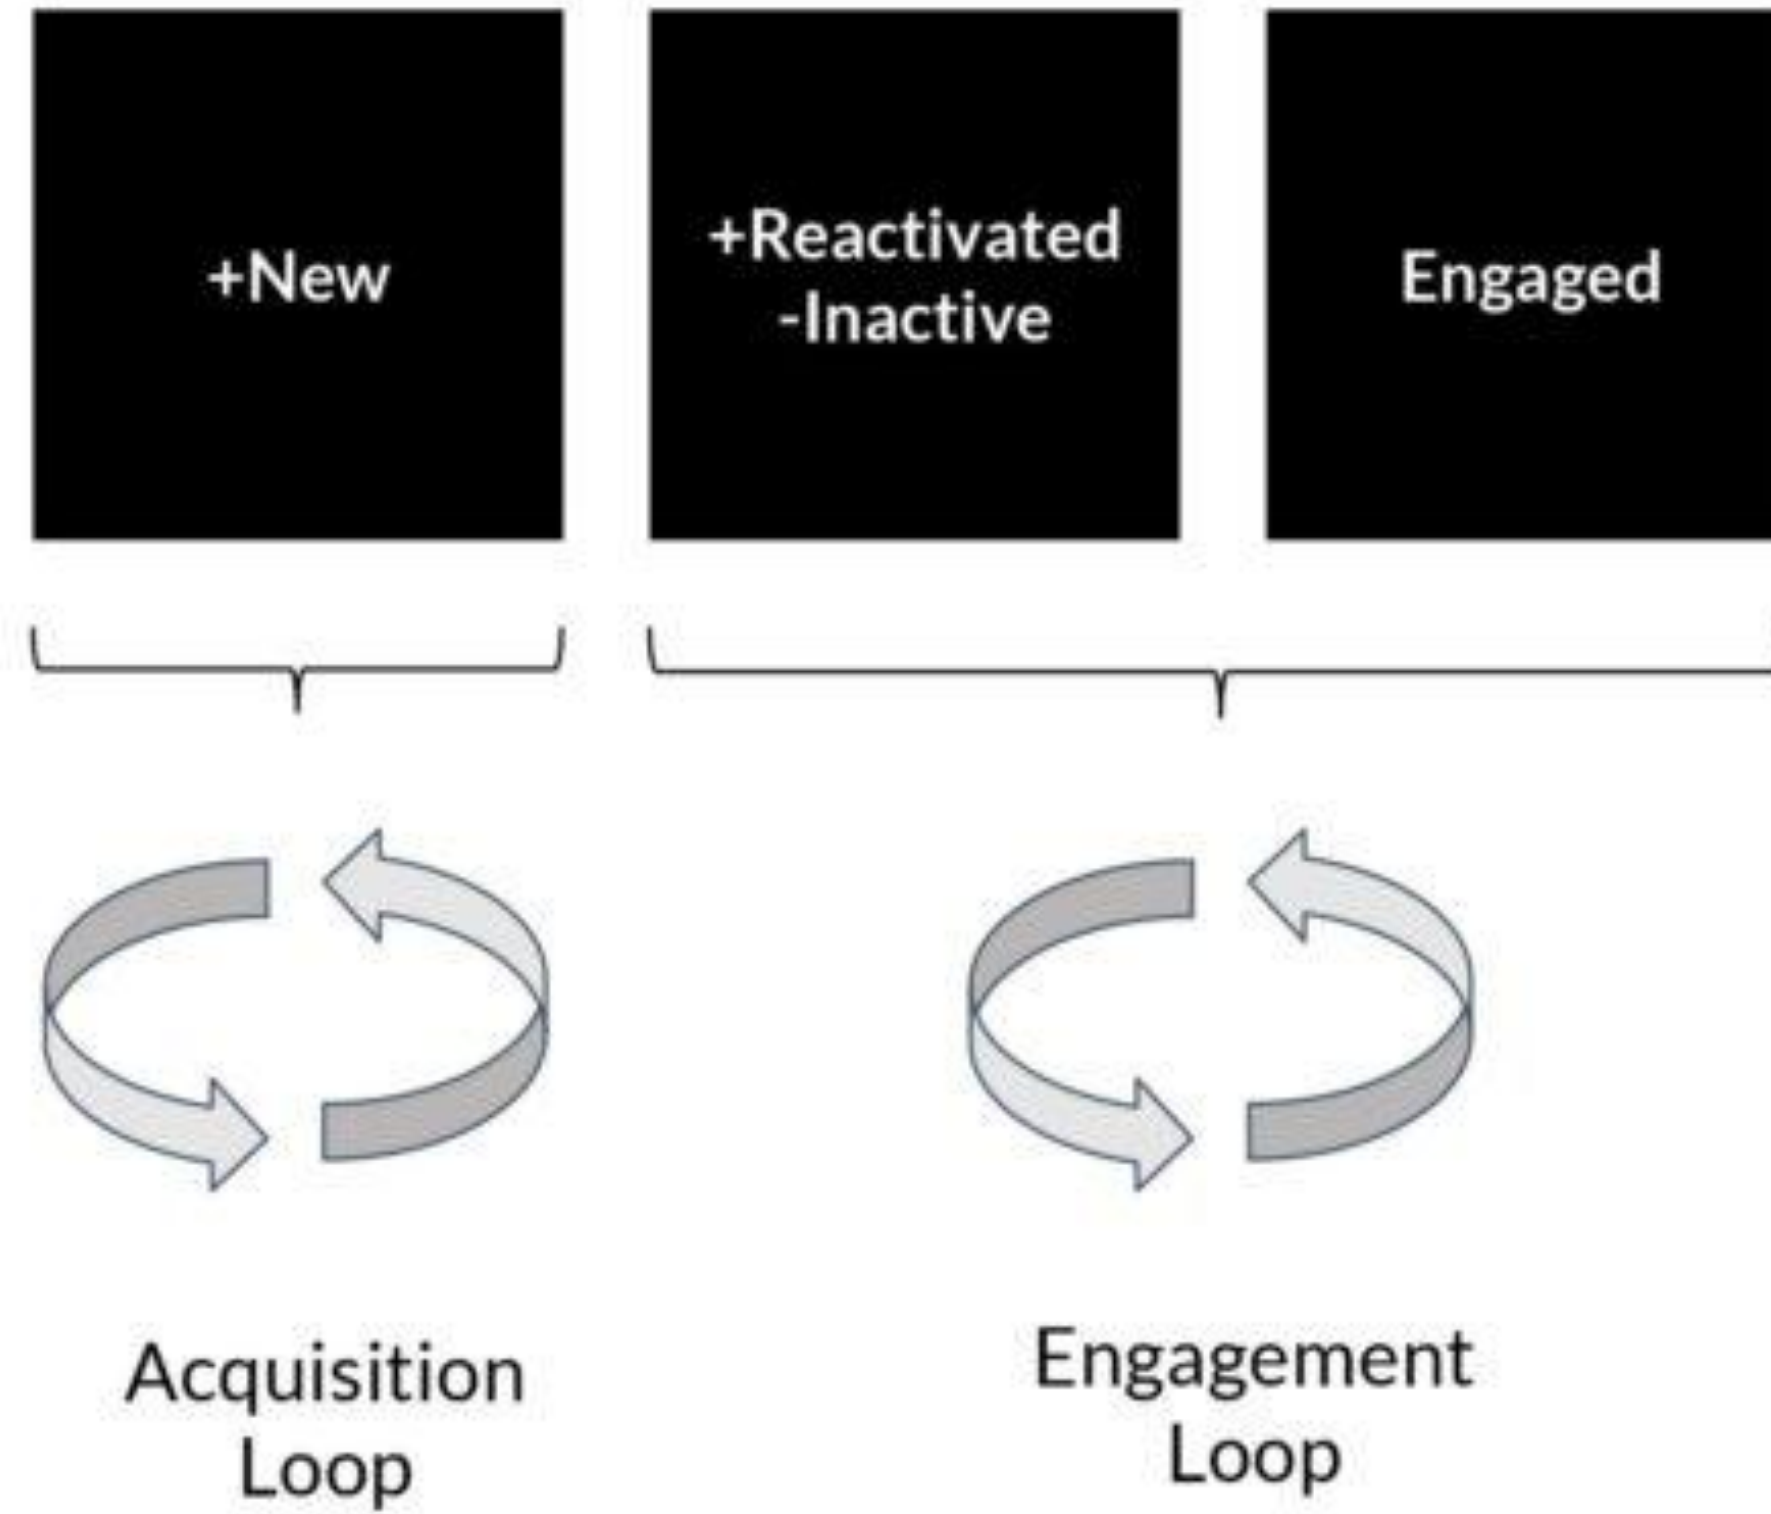 +New
+Reactivated
-Inactive
Engaged
Acquisition
Loop
Engagement
Loop